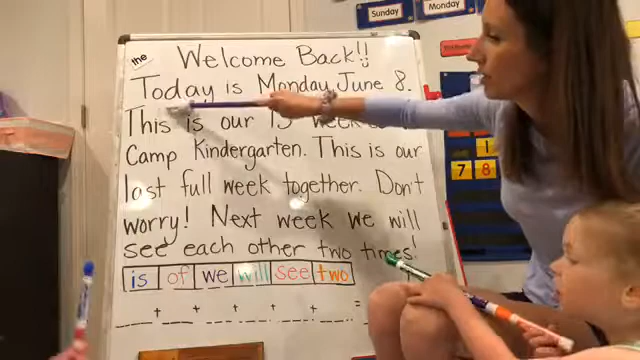 Sunday
Monday
the
Welcome Back!!
Today is Monday June 8.
This is our 13 week
Camp Kindergarten. This is our
last full week together. Don't
worry! Next week we will
see each other two times!
is of we will see two
+ + + + + =
1
7 8